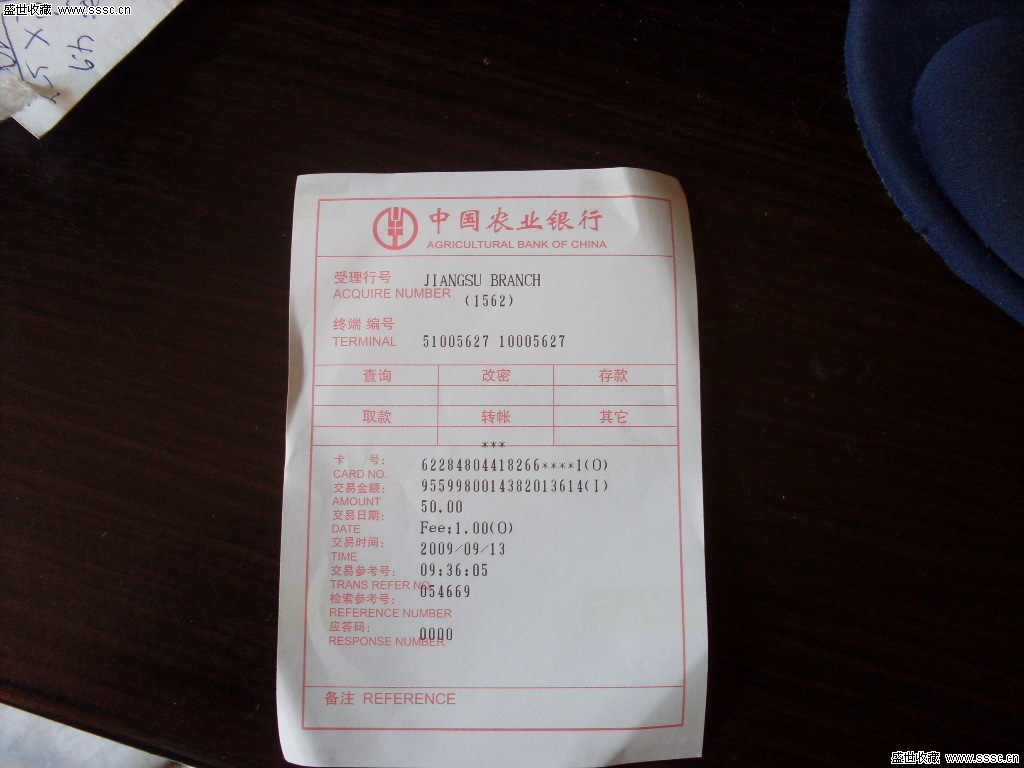 盛世收藏 www.sssc.cn
49
中国农业银行
AGRICULTURAL BANK OF CHINA
受理行号 JIANGSU BRANCH
ACQUIRE NUMBER (1562)
终端 编号
TERMINAL 51005627 10005627
查询 改密 存款
取款 转帐 其它
***
卡 号: 62284804418266****1(O)
CARD NO.
交易金额: 9559980014382013614(I)
AMOUNT 50.00
交易日期:
DATE Fee:1.00(O)
交易时间: 2009/09/13
TIME
交易参考号: 09:36:05
TRANS REFER NO. 054669
检索参考号:
REFERENCE NUMBER
应答码: 0000
RESPONSE NUMBER
备注 REFERENCE
盛世收藏 www.sssc.cn